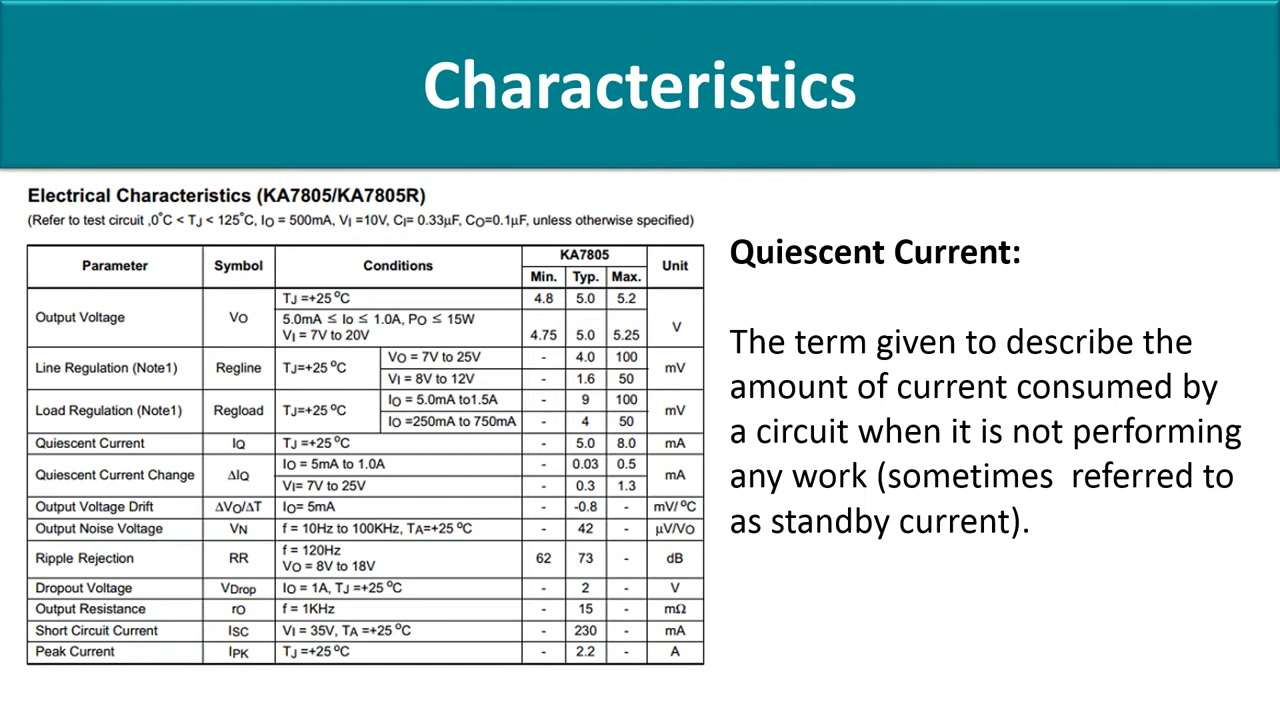 Characteristics
Electrical Characteristics (KA7805/KA7805R)
(Refer to test circuit ,0°C < TJ < 125°C, IO = 500mA, VI =10V, CI= 0.33µF, CO=0.1µF, unless otherwise specified)
Parameter Symbol Conditions KA7805 Unit
Min. Typ. Max.
Output Voltage VO TJ =+25 °C 4.8 5.0 5.2 V
5.0mA ≤ Io ≤ 1.0A, PO ≤ 15W
VI = 7V to 20V 4.75 5.0 5.25
Line Regulation (Note1) Regline TJ=+25 °C VO = 7V to 25V - 4.0 100 mV
VI = 8V to 12V - 1.6 50
Load Regulation (Note1) Regload TJ=+25 °C IO = 5.0mA to1.5A - 9 100 mV
IO =250mA to 750mA - 4 50
Quiescent Current IQ TJ =+25 °C - 5.0 8.0 mA
Quiescent Current Change ΔIQ IO = 5mA to 1.0A - 0.03 0.5 mA
VI= 7V to 25V - 0.3 1.3
Output Voltage Drift ΔVO/ΔT IO= 5mA - -0.8 - mV/ °C
Output Noise Voltage VN f = 10Hz to 100KHz, TA=+25 °C - 42 - µV/VO
Ripple Rejection RR f = 120Hz
VO = 8V to 18V 62 73 - dB
Dropout Voltage VDrop IO = 1A, TJ =+25 °C - 2 - V
Output Resistance rO f = 1KHz - 15 - mΩ
Short Circuit Current ISC VI = 35V, TA =+25 °C - 230 - mA
Peak Current IPK TJ =+25 °C - 2.2 - A
Quiescent Current:
The term given to describe the
amount of current consumed by
a circuit when it is not performing
any work (sometimes  referred to
as standby current).